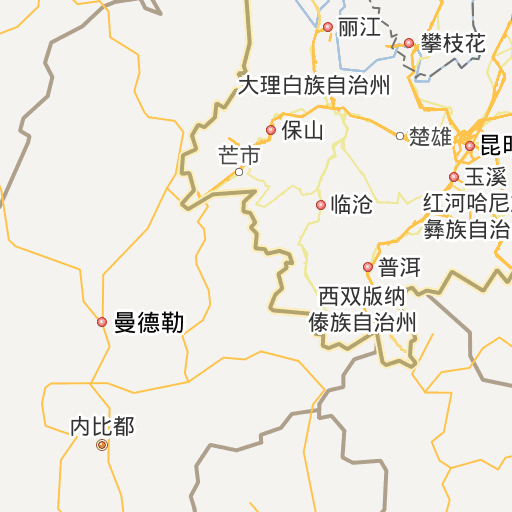 丽江
攀枝花
大理白族自治州
保山
楚雄
昆明
芒市
玉溪
临沧
红河哈尼
彝族自治
普洱
西双版纳
傣族自治州
曼德勒
内比都